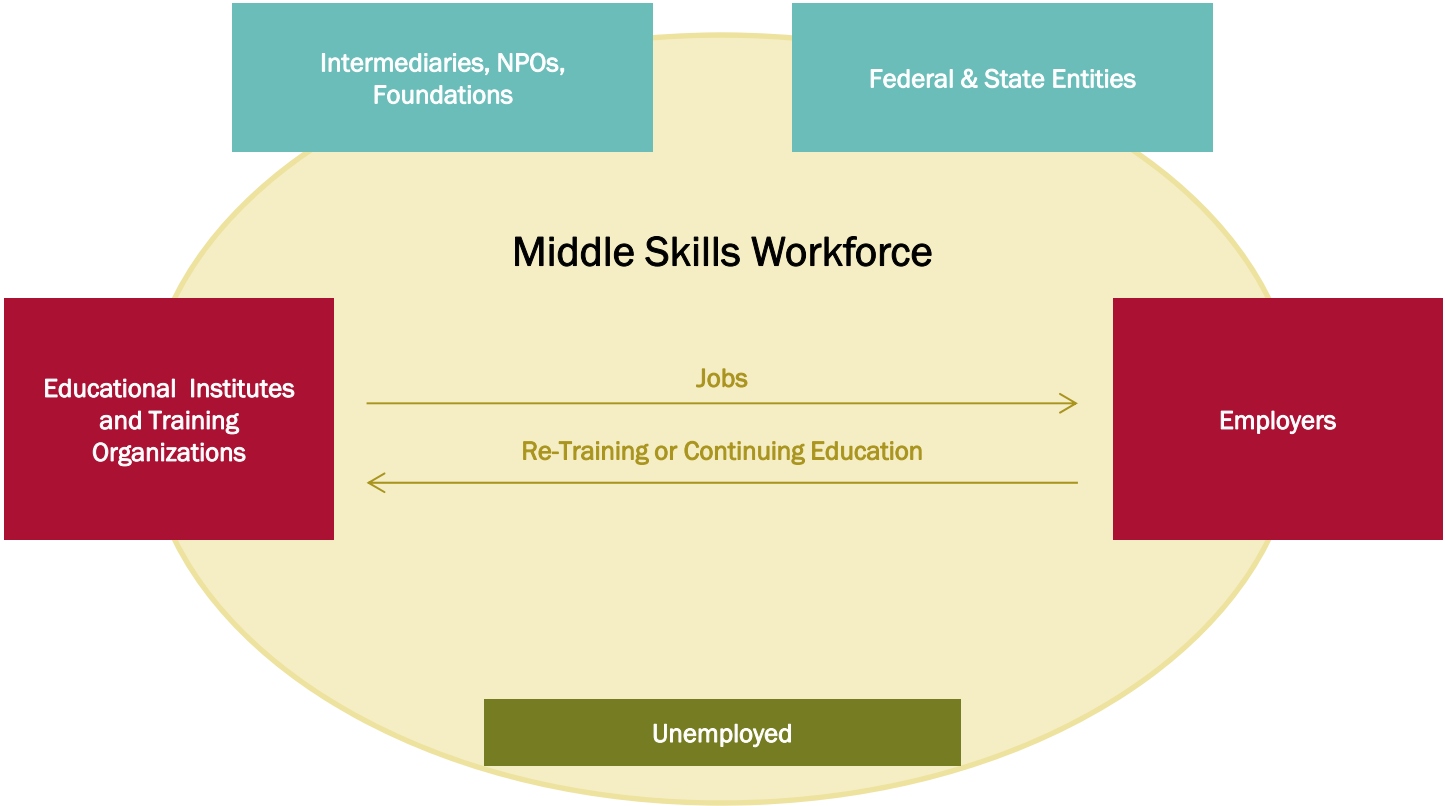 Intermediaries, NPOs,
Foundations
Federal & State Entities
Middle Skills Workforce
Educational  Institutes
and Training
Organizations
Jobs
Re-Training or Continuing Education
Employers
Unemployed